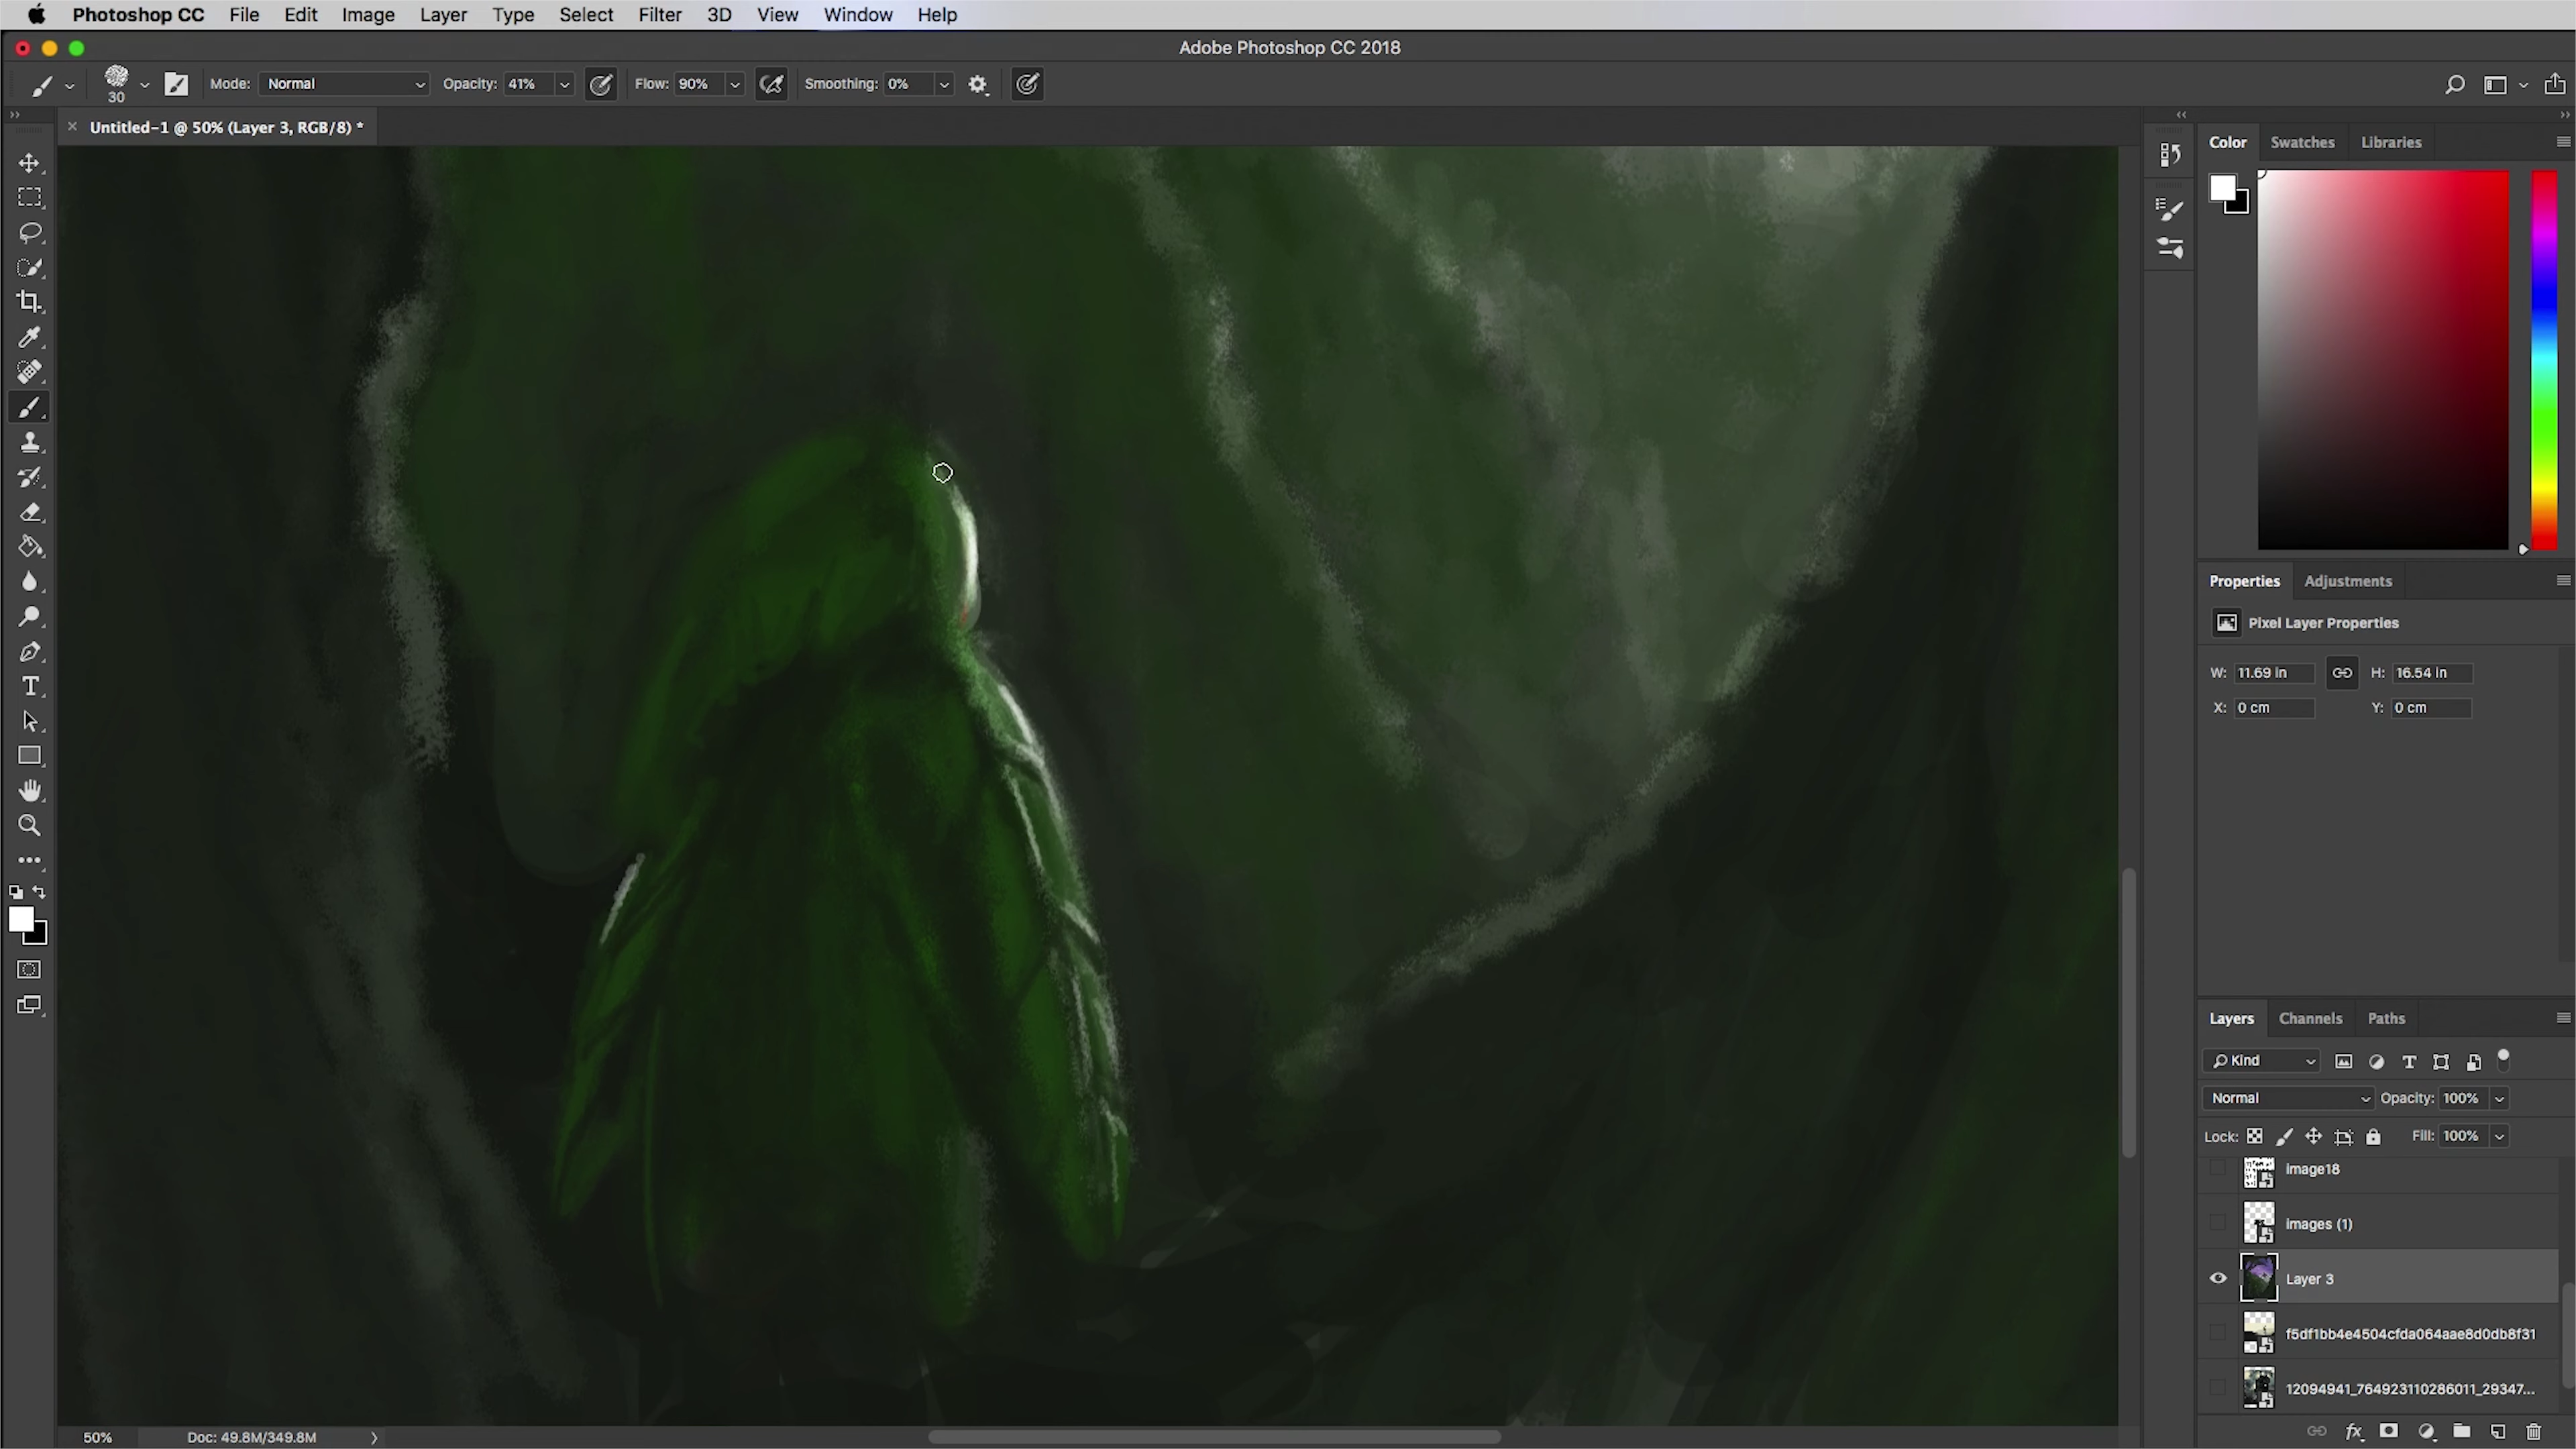 Photoshop CC File Edit Image Layer Type Select Filter 3D View Window Help
Adobe Photoshop CC 2018
30 Mode: Normal Opacity: 41% Flow: 90% Smoothing: 0%
Untitled-1 @ 50% (Layer 3, RGB/8) *
Color Swatches Libraries
Properties Adjustments
Pixel Layer Properties
W: 11.69 in H: 16.54 in
X: 0 cm Y: 0 cm
Layers Channels Paths
Kind
Normal Opacity: 100%
Lock: Fill: 100%
image18
images (1)
Layer 3
f5df1bb4e4504cfda064aae8d0db8f31
12094941_764923110286011_29347...
50% Doc: 49.8M/349.8M